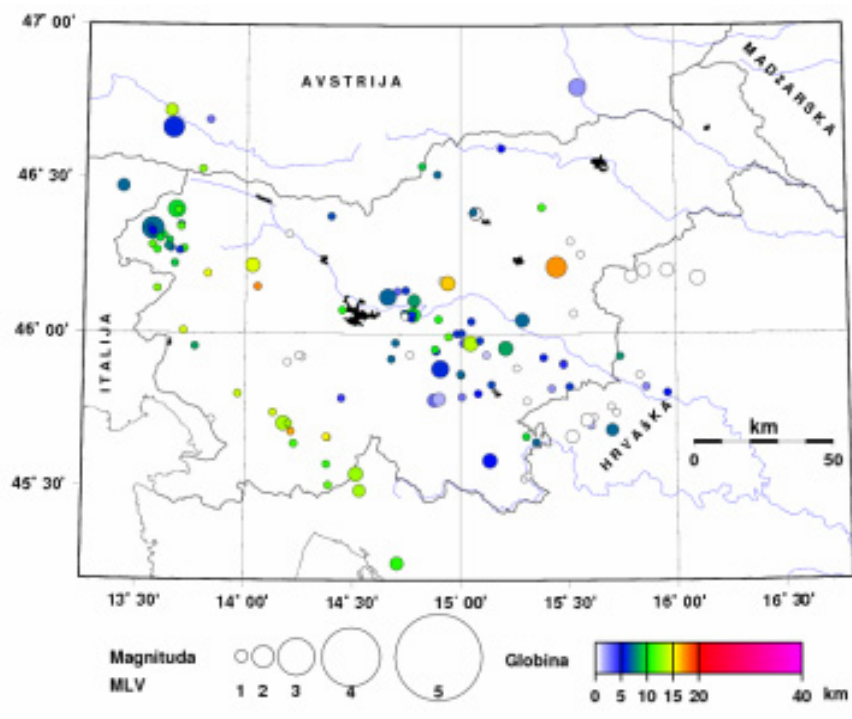 47° 00'
AVSTRIJA
MADŽARSKA
46° 30'
46° 00'
ITALIJA
HRVAŠKA
km
0 50
45° 30'
13° 30' 14° 00' 14° 30' 15° 00' 15° 30' 16° 00' 16° 30'
Magnituda
MLV
1 2 3 4 5
Globina
0 5 10 15 20 40 km